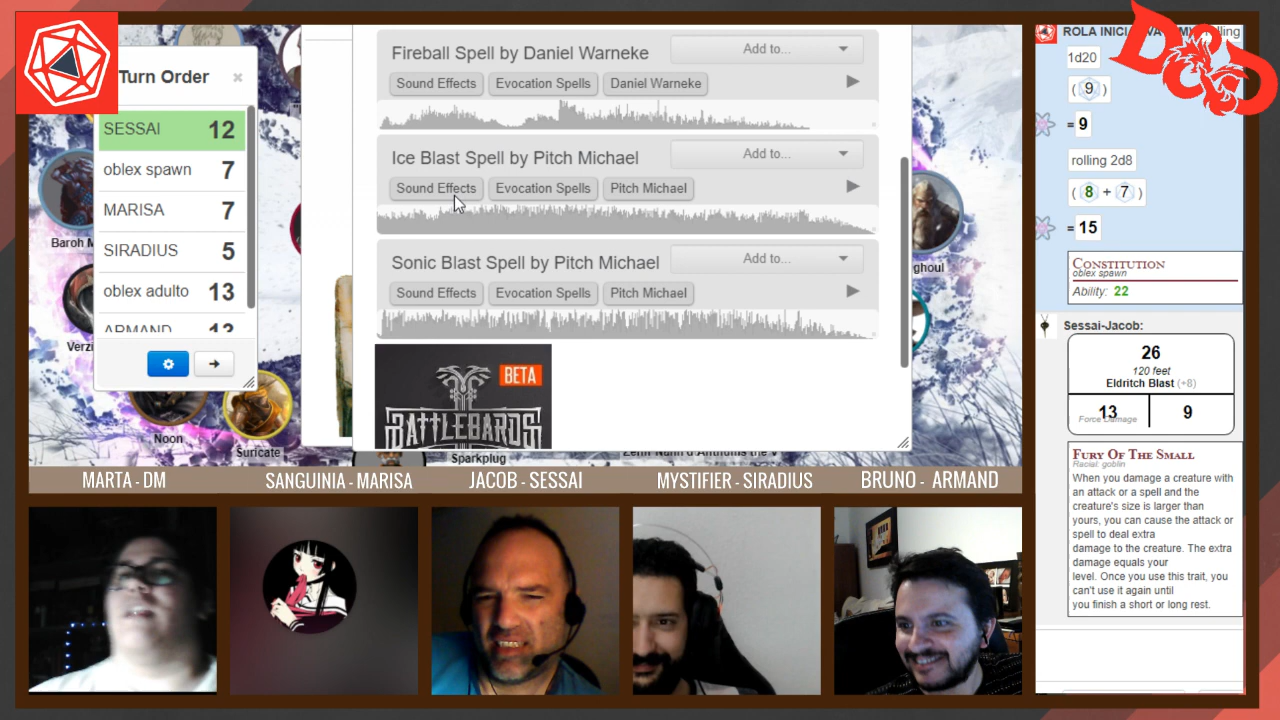 Turn Order ×
SESSAI 12
oblex spawn 7
MARISA 7
SIRADIUS 5
oblex adulto 13
ARMAND 13
Baroh M
Verzi
Noon
Suricate
Fireball Spell by Daniel Warneke
Add to...
Sound Effects Evocation Spells Daniel Warneke
Ice Blast Spell by Pitch Michael
Add to...
Sound Effects Evocation Spells Pitch Michael
Sonic Blast Spell by Pitch Michael
Add to...
Sound Effects Evocation Spells Pitch Michael
BETA
BATTLEBARDS
Sparkplug
ghoul
MARTA - DM
SANGUINIA - MARISA
JACOB - SESSAI
MYSTIFIER - SIRADIUS
BRUNO - ARMAND
D&D
1d20
( 9 )
= 9
rolling 2d8
( 8 + 7 )
= 15
CONSTITUTION
oblex spawn
Ability: 22
Sessai-Jacob:
26
120 feet
Eldritch Blast (+8)
13 9
Force Damage
FURY OF THE SMALL
Racial: goblin
When you damage a creature with
an attack or a spell and the
creature's size is larger than
yours, you can cause the attack or
spell to deal extra
damage to the creature. The extra
damage equals your
level. Once you use this trait, you
can't use it again until
you finish a short or long rest.